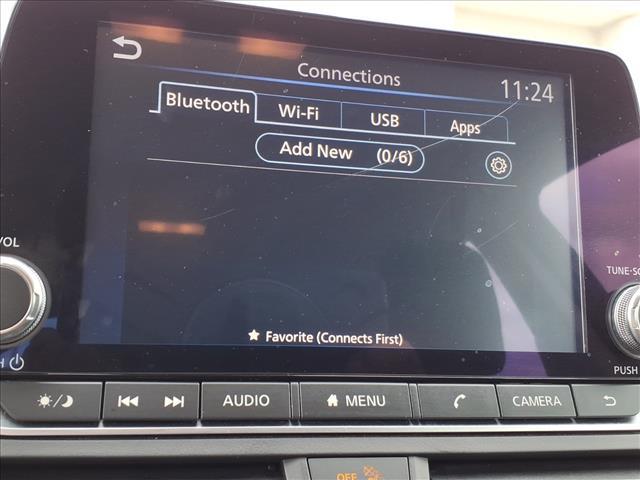 Connections
11:24
Bluetooth Wi-Fi USB Apps
Add New (0/6)
★ Favorite (Connects First)
VOL
TUNE·SC
PUSH
AUDIO MENU CAMERA
OFF